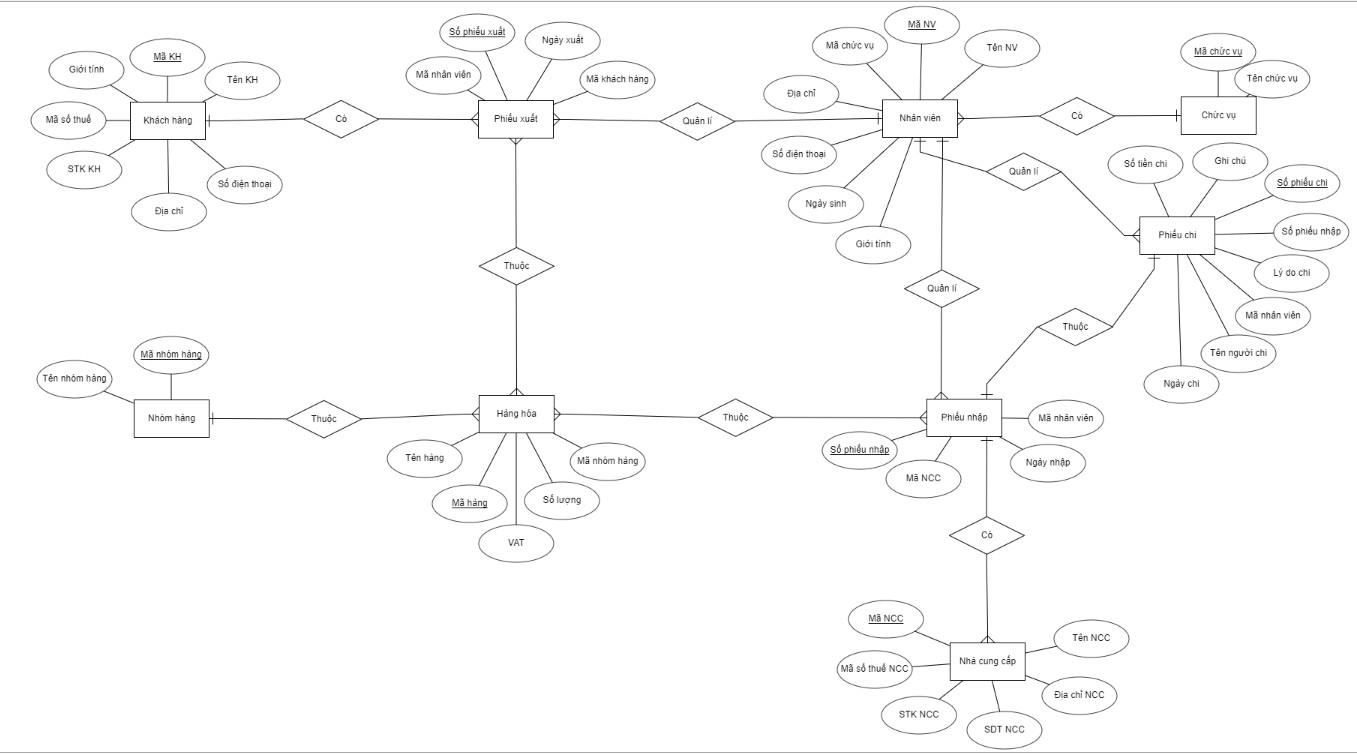 Mã KH
Giới tính
Tên KH
Mã số thuế
Khách hàng
STK KH
Số điện thoại
Địa chỉ
Có
Số phiếu xuất
Ngày xuất
Mã nhân viên
Mã khách hàng
Phiếu xuất
Quản lí
Mã NV
Mã chức vụ
Tên NV
Địa chỉ
Nhân viên
Số điện thoại
Ngày sinh
Giới tính
Có
Mã chức vụ
Tên chức vụ
Chức vụ
Quản lí
Số tiền chi
Ghi chú
Số phiếu chi
Phiếu chi
Số phiếu nhập
Lý do chi
Mã nhân viên
Tên người chi
Ngày chi
Thuộc
Quản lí
Thuộc
Mã nhóm hàng
Tên nhóm hàng
Nhóm hàng
Thuộc
Hàng hóa
Tên hàng
Mã nhóm hàng
Mã hàng
Số lượng
VAT
Thuộc
Phiếu nhập
Mã nhân viên
Số phiếu nhập
Ngày nhập
Mã NCC
Có
Mã NCC
Tên NCC
Nhà cung cấp
Mã số thuế NCC
Địa chỉ NCC
STK NCC
SDT NCC